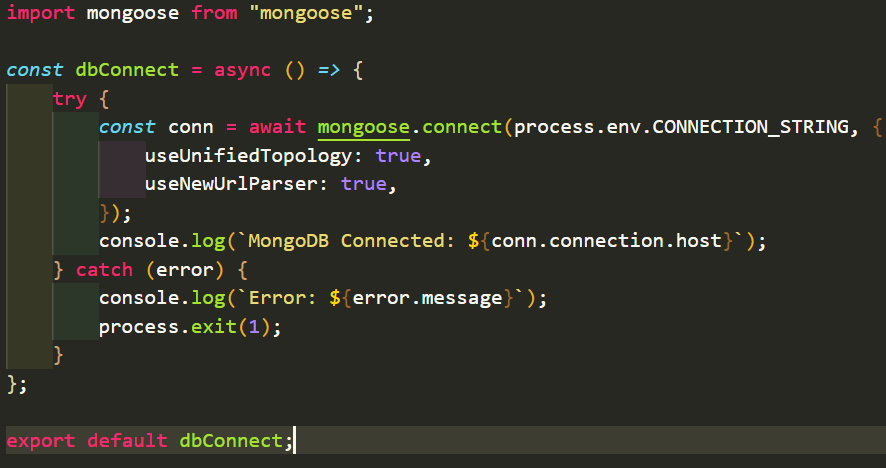 import mongoose from "mongoose";

const dbConnect = async () => {
    try {
        const conn = await mongoose.connect(process.env.CONNECTION_STRING, {
            useUnifiedTopology: true,
            useNewUrlParser: true,
        });
        console.log(`MongoDB Connected: ${conn.connection.host}`);
    } catch (error) {
        console.log(`Error: ${error.message}`);
        process.exit(1);
    }
};

export default dbConnect;